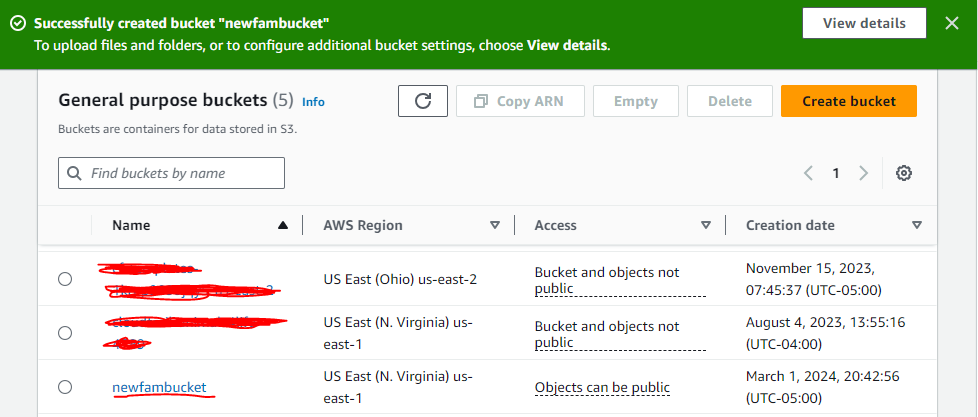 Successfully created bucket "newfambucket"
To upload files and folders, or to configure additional bucket settings, choose View details.
View details
General purpose buckets (5) Info
Copy ARN
Empty
Delete
Create bucket
Buckets are containers for data stored in S3.
Find buckets by name
1
Name
AWS Region
Access
Creation date
US East (Ohio) us-east-2
Bucket and objects not
public
November 15, 2023,
07:45:37 (UTC-05:00)
US East (N. Virginia) us-
east-1
Bucket and objects not
public
August 4, 2023, 13:55:16
(UTC-04:00)
newfambucket
US East (N. Virginia) us-
east-1
Objects can be public
March 1, 2024, 20:42:56
(UTC-05:00)